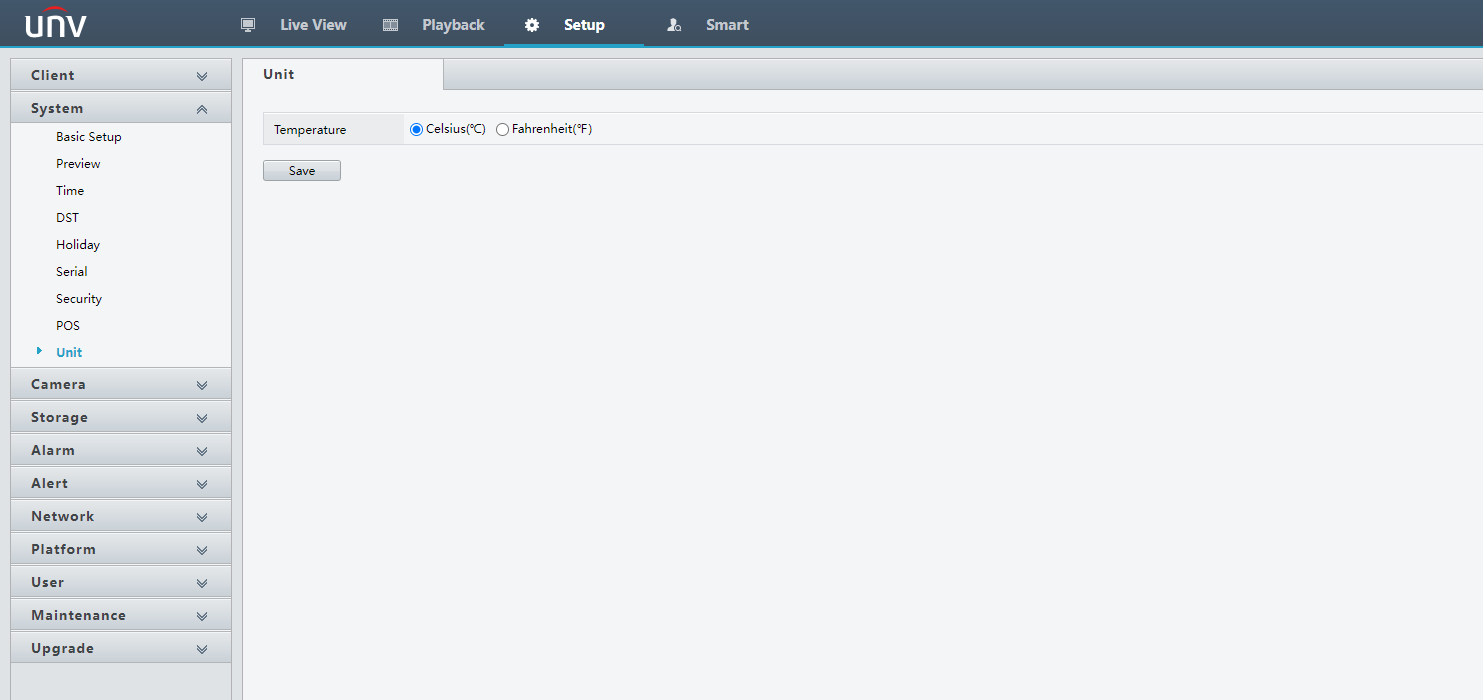 unv
Live View
Playback
Setup
Smart
Client
System
Basic Setup
Preview
Time
DST
Holiday
Serial
Security
POS
Unit
Camera
Storage
Alarm
Alert
Network
Platform
User
Maintenance
Upgrade
Unit
Temperature
Celsius(℃) Fahrenheit(℉)
Save